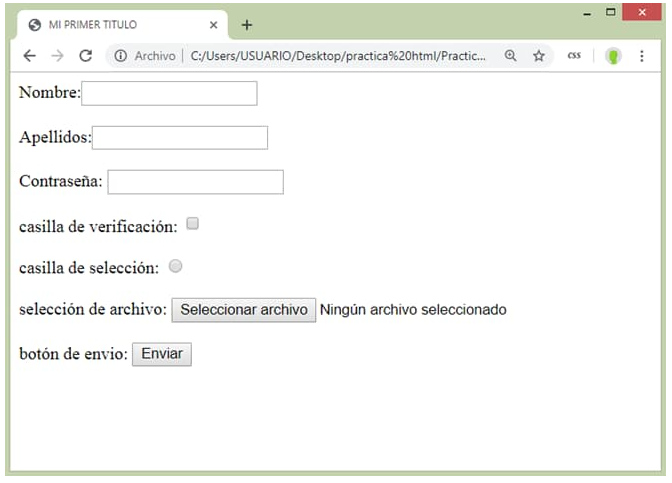 MI PRIMER TITULO
Archivo | C:/Users/USUARIO/Desktop/practica%20html/Practic... CSS
Nombre:
Apellidos:
Contraseña:
casilla de verificación:
casilla de selección:
selección de archivo: Seleccionar archivo Ningún archivo seleccionado
botón de envio: Enviar